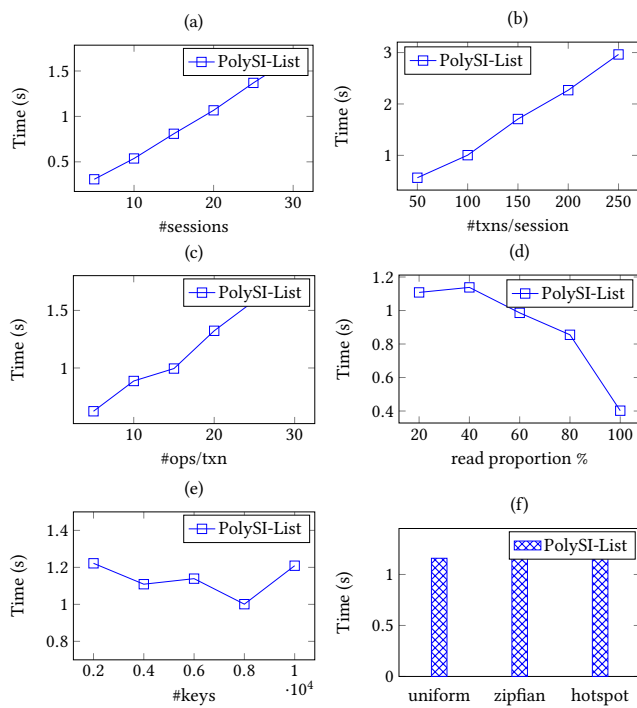 (a)
PolySI-List
1.5
1
0.5
Time (s)
10 20 30
#sessions
(b)
PolySI-List
3
2
1
Time (s)
50 100 150 200 250
#txns/session
(c)
PolySI-List
1.5
1
Time (s)
10 20 30
#ops/txn
(d)
PolySI-List
1.2
1
0.8
0.6
0.4
Time (s)
20 40 60 80 100
read proportion %
(e)
PolySI-List
1.4
1.2
1
0.8
Time (s)
0.2 0.4 0.6 0.8 1
·10⁴
#keys
(f)
PolySI-List
1
0.5
0
Time (s)
uniform zipfian hotspot